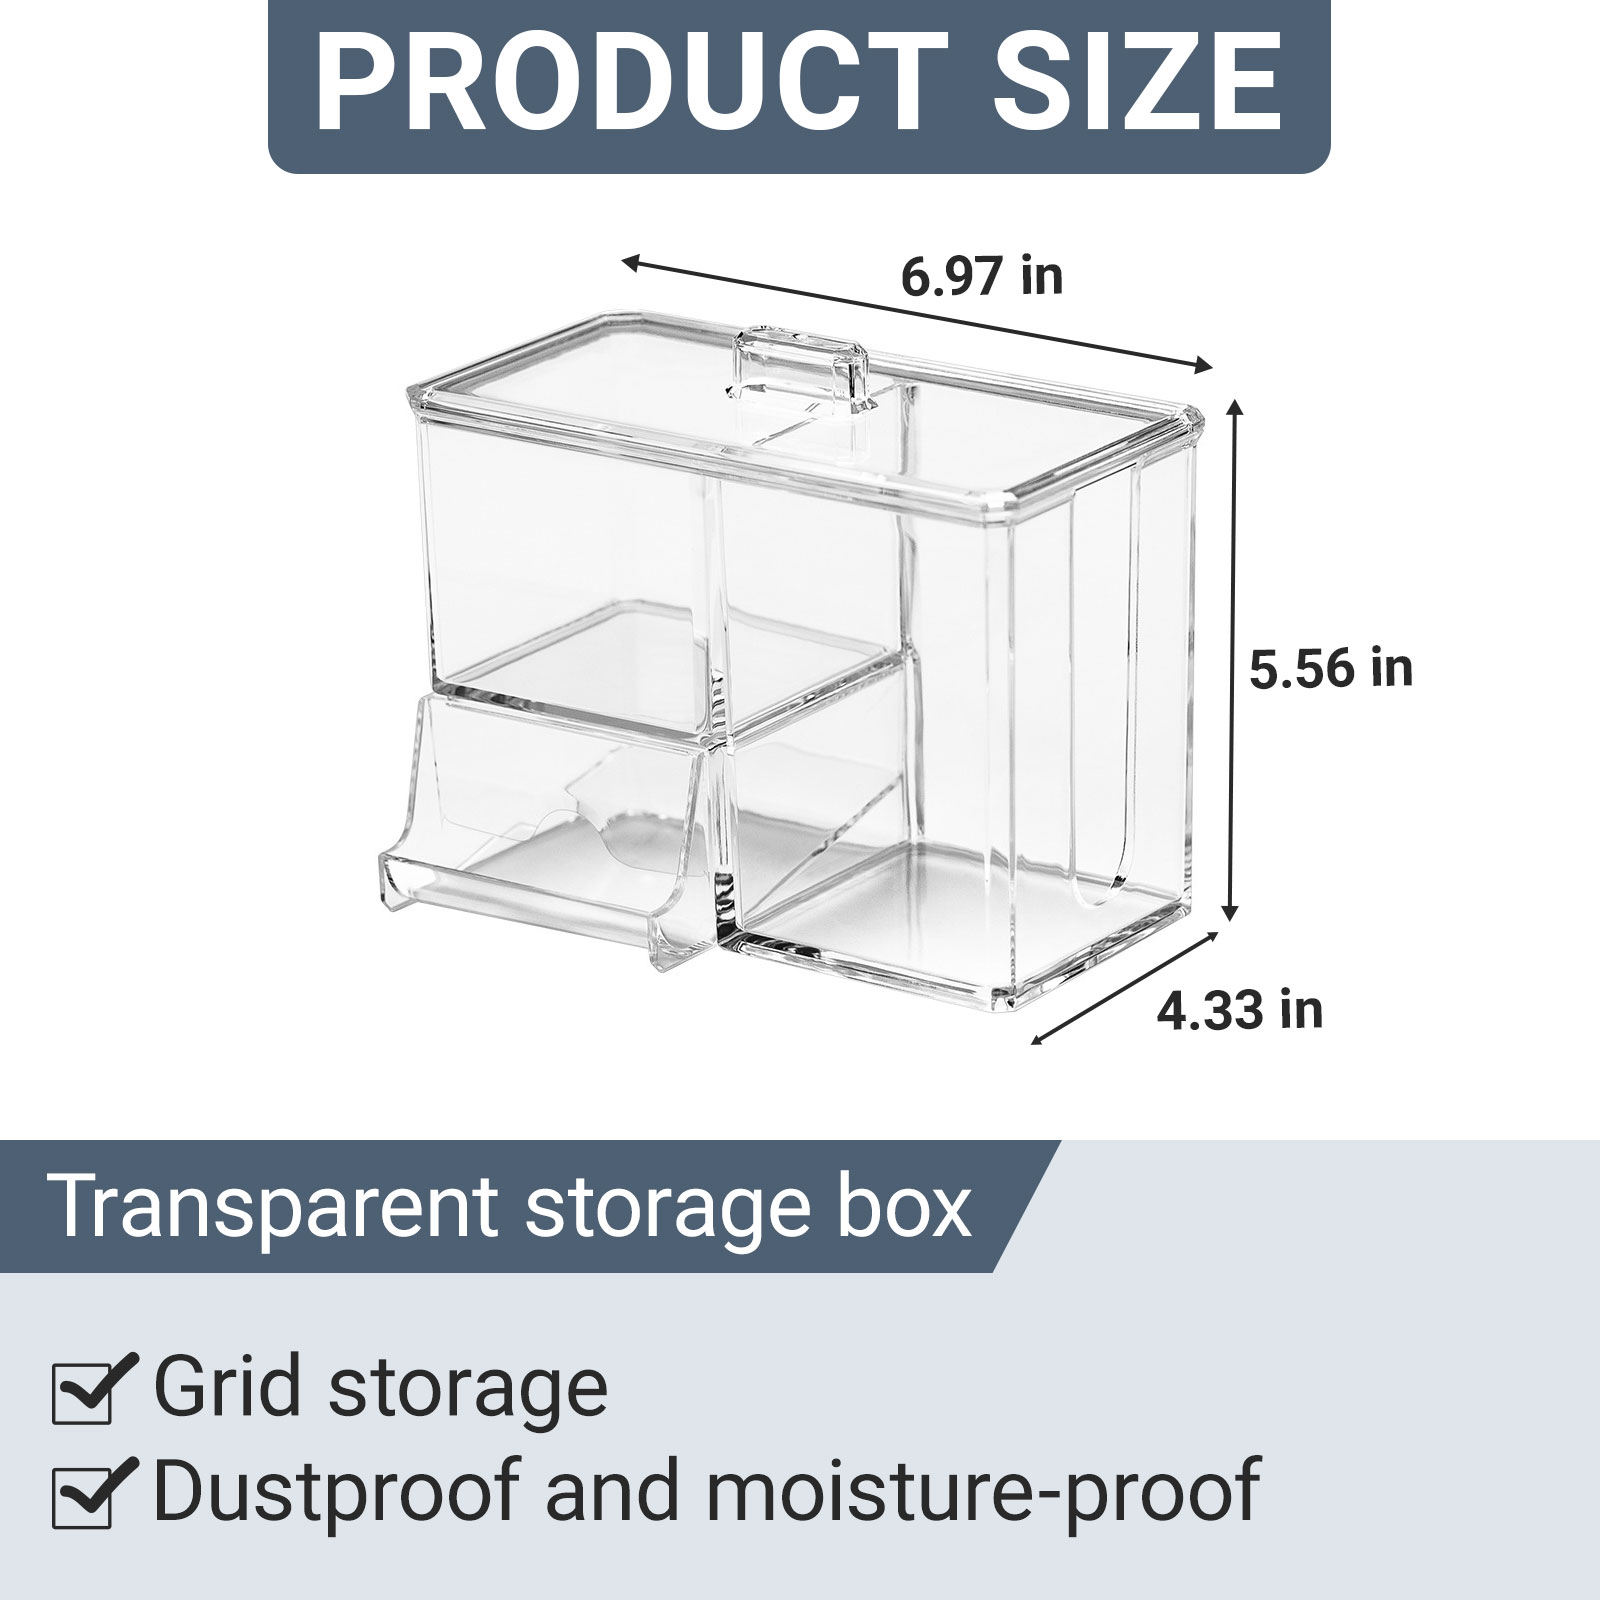 PRODUCT SIZE
6.97 in
5.56 in
4.33 in
Transparent storage box
Grid storage
Dustproof and moisture-proof